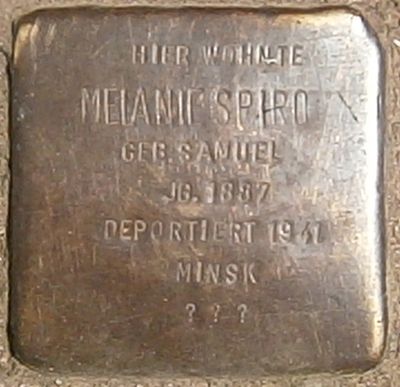 HIER WOHNTE
MELANIE SPIRO
GEB. SAMUEL
JG. 1887
DEPORTIERT 1941
MINSK
? ? ?